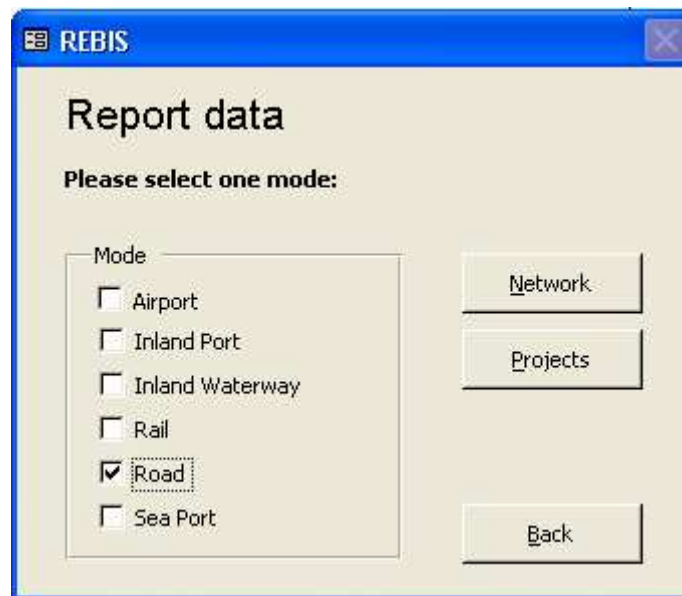 REBIS
Report data
Please select one mode:
Mode
Airport
Inland Port
Inland Waterway
Rail
Road
Sea Port
Network
Projects
Back